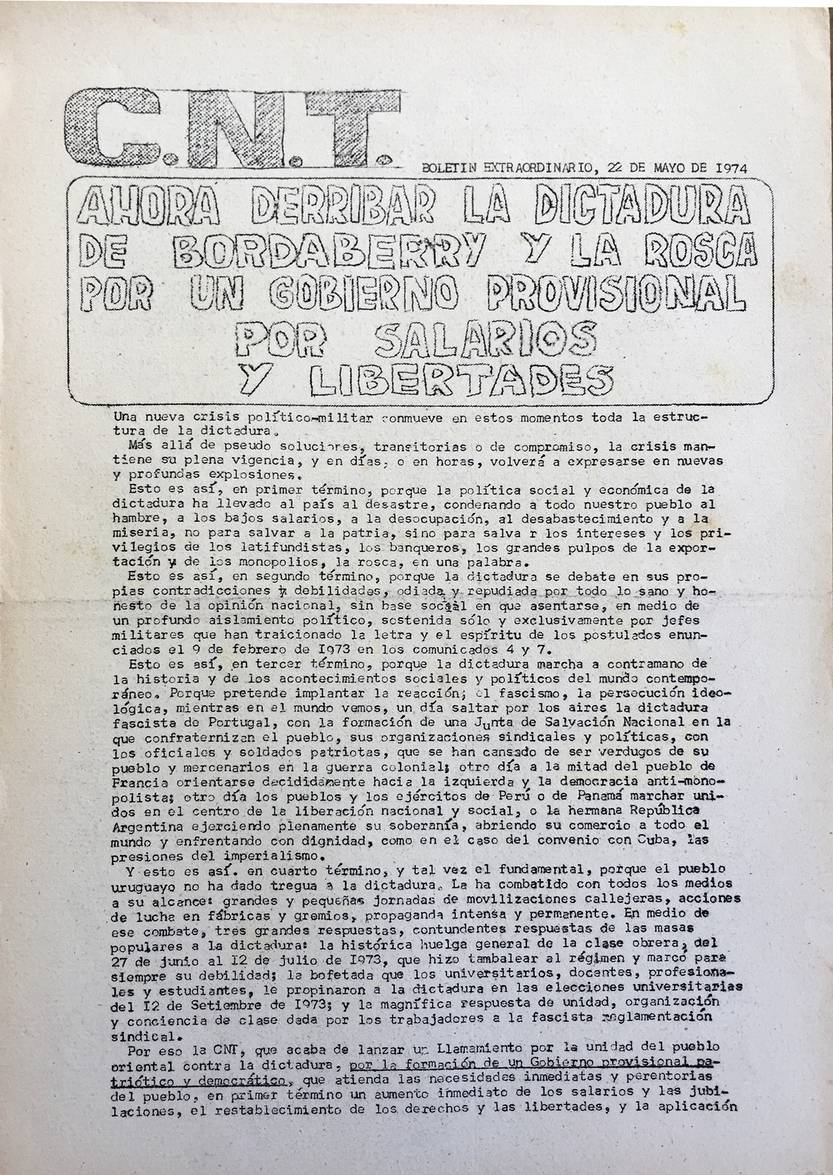 C.N.T.
BOLETIN EXTRAORDINARIO, 22 DE MAYO DE I974
AHORA DERRIBAR LA DICTADURA
DE BORDABERRY Y LA ROSCA
POR UN GOBIERNO PROVISIONAL
POR SALARIOS
Y LIBERTADES
Una nueva crisis político-militar conmueve en estos momentos toda la estruc-
tura de la dictadura.
Más allá de pseudo soluciones, transitorias o de compromiso, la crisis man-
tiene su plena vigencia, y en días, o en horas, volverá a expresarse en nuevas
y profundas explosiones.
Esto es así, en primer término, porque la política social y económica de la
dictadura ha llevado al país al desastre, condenando a todo nuestro pueblo al
hambre, a los bajos salarios, a la desocupación, al desabastecimiento y a la
miseria, no para salvar a la patria, sino para salva r los intereses y los pri-
vilegios de los latifundistas, los banqueros, los grandes pulpos de la expor-
tación y de los monopolios, la rosca, en una palabra.
Esto es así, en segundo término, porque la dictadura se debate en sus pro-
pias contradicciones y debilidades, odiada y repudiada por todo lo sano y ho-
nesto de la opinión nacional, sin base social en que asentarse, en medio de
un profundo aislamiento político, sostenida sólo y exclusivamente por jefes
militares que han traicionado la letra y el espíritu de los postulados enun-
ciados el 9 de febrero de I973 en los comunicados 4 y 7.
Esto es así, en tercer término, porque la dictadura marcha a contramano de
la historia y de los acontecimientos sociales y políticos del mundo contempo-
ráneo. Porque pretende implantar la reacción; el fascismo, la persecución ideo-
lógica, mientras en el mundo vemos, un día saltar por los aires la dictadura
fascista de Portugal, con la formación de una Junta de Salvación Nacional en la
que confraternizan el pueblo, sus organizaciones sindicales y políticas, con
los oficiales y soldados patriotas, que se han cansado de ser verdugos de su
pueblo y mercenarios en la guerra colonial; otro día a la mitad del pueblo de
Francia orientarse decididamente hacia la izquierda y la democracia anti-mono-
polista; otro día los pueblos y los ejércitos de Perú o de Panamá marchar uni-
dos en el centro de la liberación nacional y social, o la hermana República
Argentina ejerciendo plenamente su soberanía, abriendo su comercio a todo el
mundo y enfrentando con dignidad, como en el caso del convenio con Cuba, las
presiones del imperialismo.
Y esto es así. en cuarto término, y tal vez el fundamental, porque el pueblo
uruguayo no ha dado tregua a la dictadura. La ha combatido con todos los medios
a su alcance: grandes y pequeñas jornadas de movilizaciones callejeras, acciones
de lucha en fábricas y gremios, propaganda intensa y permanente. En medio de
ese combate, tres grandes respuestas, contundentes respuestas de las masas
populares a la dictadura: la histórica huelga general de la clase obrera, del
27 de junio al I2 de julio de I973, que hizo tambalear al régimen y marcó para
siempre su debilidad; la bofetada que los universitarios, docentes, profesiona-
les y estudiantes, le propinaron a la dictadura en las elecciones universitarias
del I2 de Setiembre de I973; y la magnífica respuesta de unidad, organización
y conciencia de clase dada por los trabajadores a la fascista reglamentación
sindical.
Por eso la CNT, que acaba de lanzar un Llamamiento por la unidad del pueblo
oriental contra la dictadura, por la formación de un Gobierno provisional pa-
triótico y democrático, que atienda las necesidades inmediatas y perentorias
del pueblo, en primer término un aumento inmediato de los salarios y las jubi-
laciones, el restablecimiento de los derechos y las libertades, y la aplicación